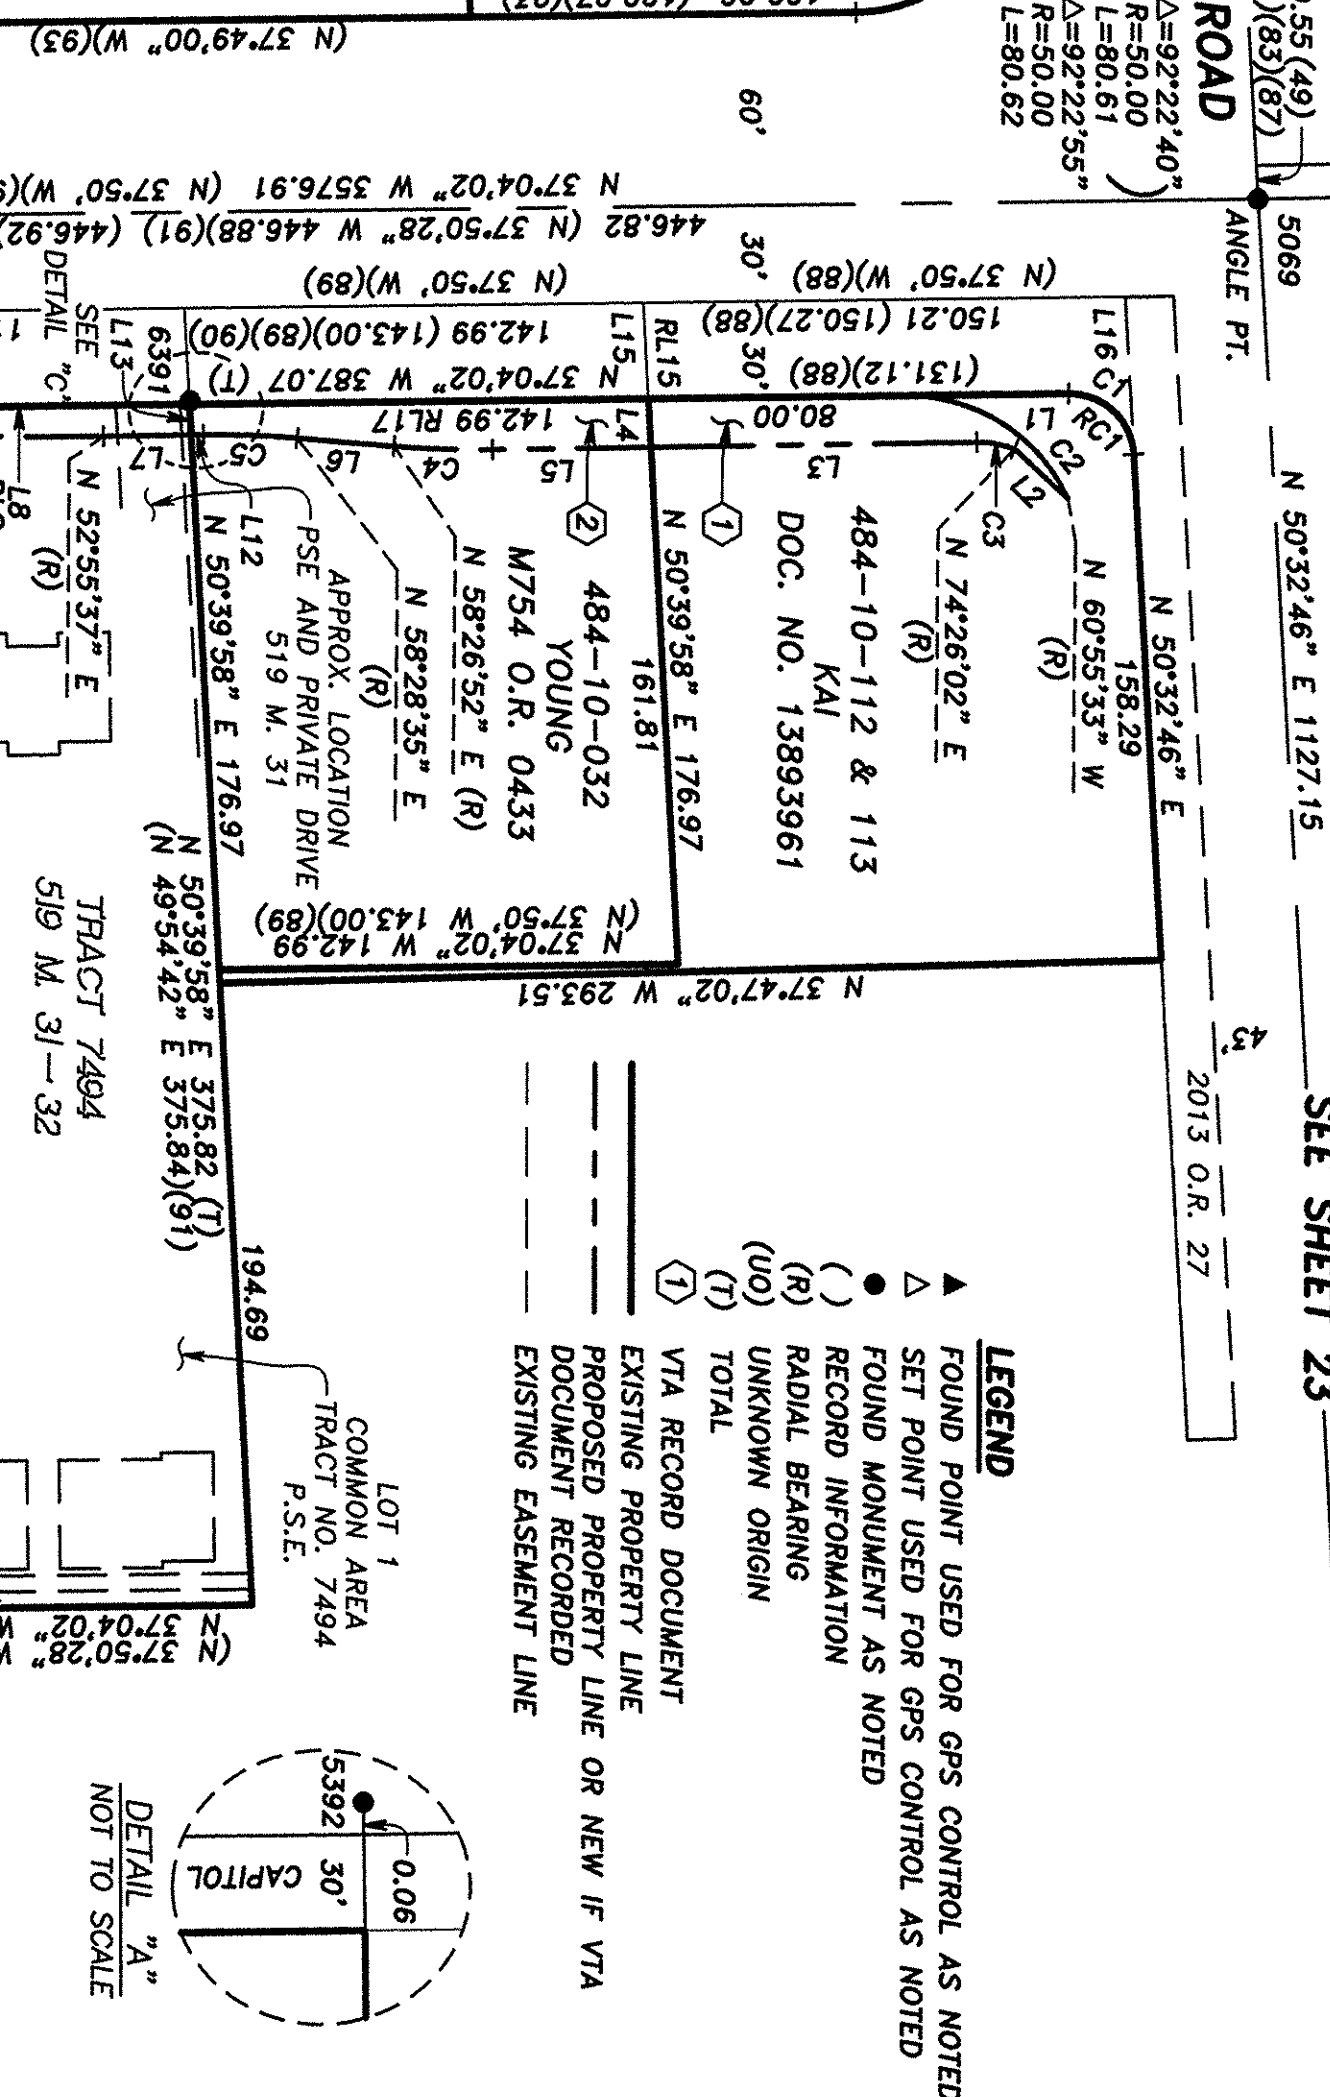 SEE SHEET 23
5069
ANGLE PT.
N 50°32'46" E 1127.15
.55 (49)
)(83)(87)
ROAD
Δ=92°22'40"
R=50.00
L=80.61
Δ=92°22'55"
R=50.00
L=80.62
60'
(N 37°49'00" W)(93)
N 37°04'02" W 3576.91 (N 37°50' W)
446.82 (N 37°50'28" W 446.88)(91) (446.92)
30'
(N 37°50' W)(88)
(N 37°50' W)(89)
150.21 (150.27)(88)
142.99 (143.00)(89)(90)
30'
(131.12)(88)
N 37°04'02" W 387.07 (T)
80.00
142.99 RL17
L16
C1
RC1
L1
C2
L2
C3
L3
L15
RL15
L4
L5
C4
L6
C5
L7
L12
L13
6391
SEE
DETAIL "C"
L8
43'
2013 O.R. 27
N 50°32'46" E
158.29
N 60°55'33" W
(R)
N 74°26'02" E
(R)
484-10-112 & 113
KAI
DOC. NO. 13893961
1
N 50°39'58" E 176.97
161.81
2
484-10-032
YOUNG
M754 O.R. 0433
N 58°26'52" E (R)
N 58°28'35" E
(R)
APPROX. LOCATION
PSE AND PRIVATE DRIVE
519 M. 31
N 50°39'58" E 176.97
N 52°55'37" E
(R)
(N 37°50' W 143.00)(89)
N 37°04'02" W 142.99
N 37°47'02" W 293.51
N 50°39'58" E 375.82 (T)
(N 49°54'42" E 375.84)(91)
TRACT 7494
519 M. 31-32
194.69
LOT 1
COMMON AREA
TRACT NO. 7494
P.S.E.
N 37°04'02" W
(N 37°50'28" W
LEGEND
FOUND POINT USED FOR GPS CONTROL AS NOTED
SET POINT USED FOR GPS CONTROL AS NOTED
FOUND MONUMENT AS NOTED
( ) RECORD INFORMATION
(R) RADIAL BEARING
(UO) UNKNOWN ORIGIN
(T) TOTAL
1 VTA RECORD DOCUMENT
EXISTING PROPERTY LINE
PROPOSED PROPERTY LINE OR NEW IF VTA
DOCUMENT RECORDED
EXISTING EASEMENT LINE
0.06
5392
30'
CAPITOL
DETAIL "A"
NOT TO SCALE